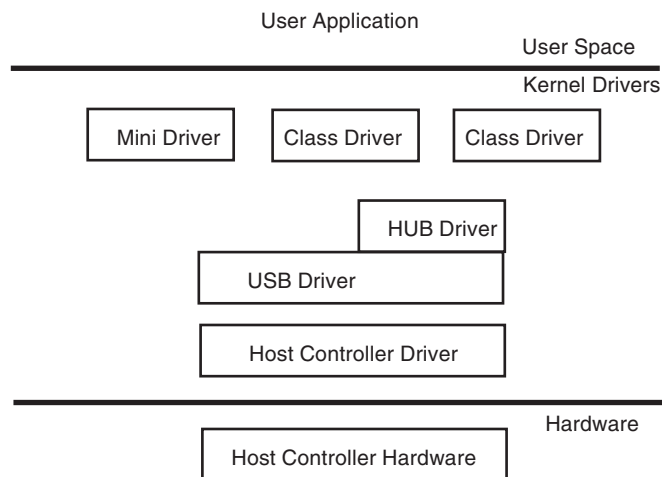 User Application
User Space
Kernel Drivers
Mini Driver
Class Driver
Class Driver
HUB Driver
USB Driver
Host Controller Driver
Hardware
Host Controller Hardware